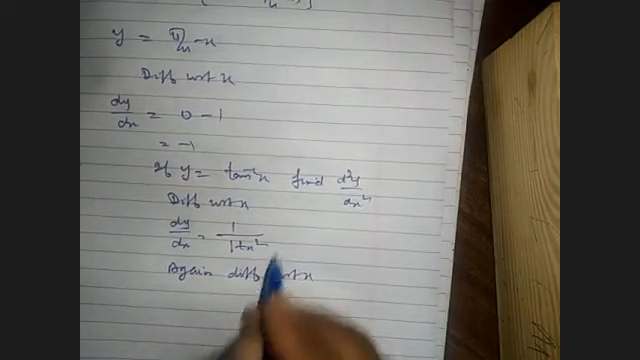 y = π/4 - x
Diff wrt x
dy/dx = 0 - 1
= -1
If y = tan⁻¹x find d²y/dx²
Diff wrt x
dy/dx = 1/1+x²
Again diff wrt x